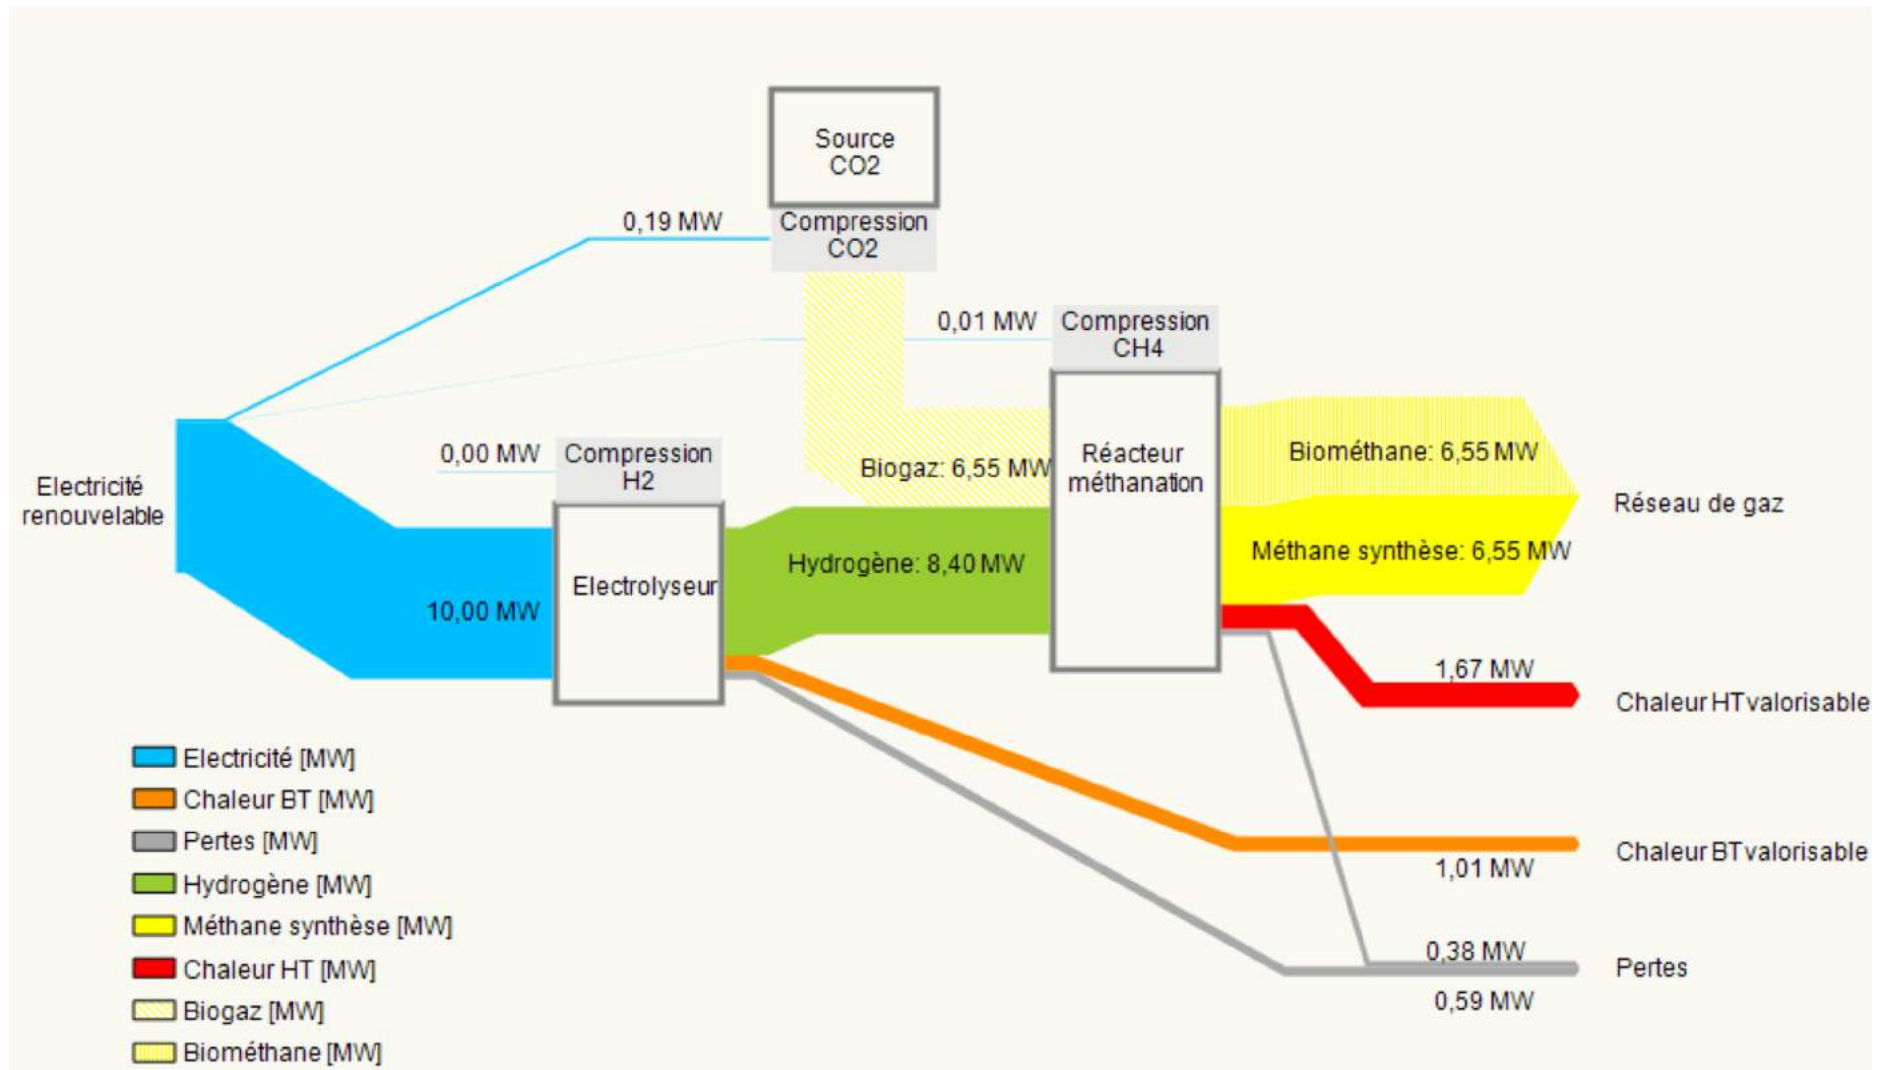 Source
CO2
0,19 MW
Compression
CO2
0,01 MW
Compression
CH4
Electricité
renouvelable
0,00 MW
Compression
H2
10,00 MW
Electrolyseur
Biogaz: 6,55 MW
Hydrogène: 8,40 MW
Réacteur
méthanation
Biométhane: 6,55 MW
Méthane synthèse: 6,55 MW
Réseau de gaz
1,67 MW
Chaleur HT valorisable
Chaleur BT valorisable
1,01 MW
0,38 MW
Pertes
0,59 MW
Electricité [MW]
Chaleur BT [MW]
Pertes [MW]
Hydrogène [MW]
Méthane synthèse [MW]
Chaleur HT [MW]
Biogaz [MW]
Biométhane [MW]